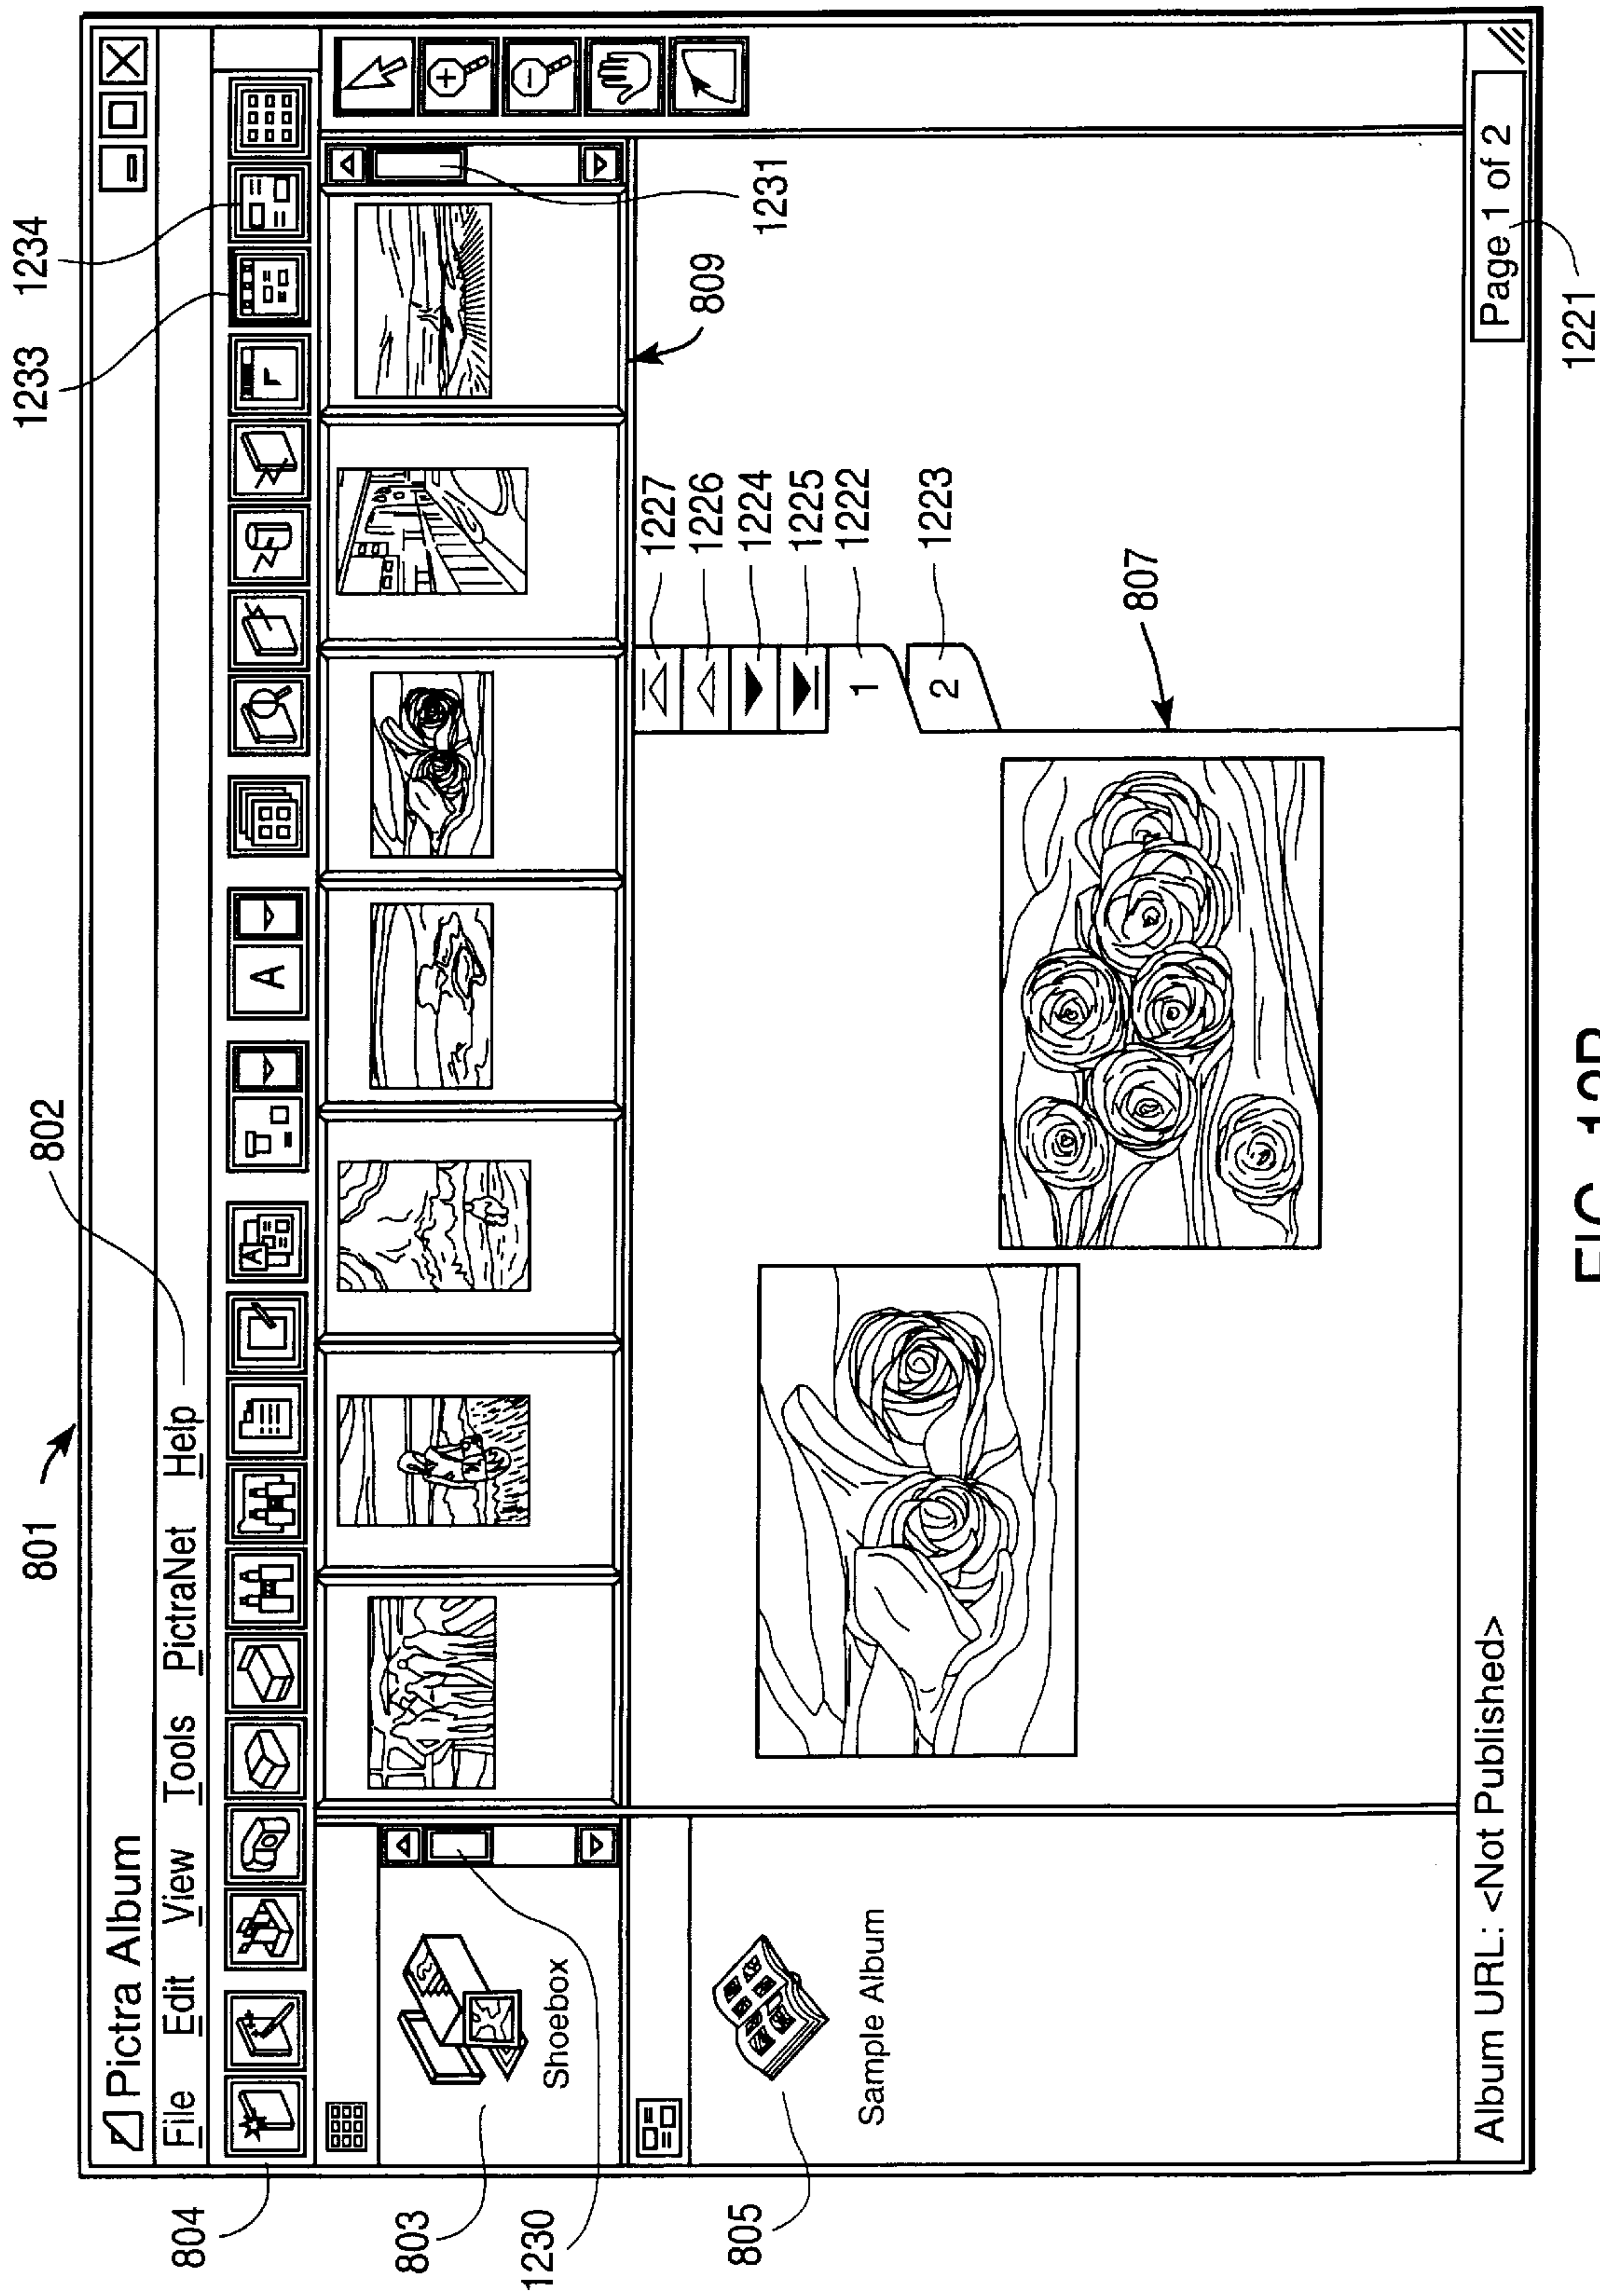 801
802
1233
1234
Pictra Album
File Edit View Tools PictraNet Help
804
A
A
803
Shoebox
1230
1231
809
1227
1226
1224
1225
1222
1223
1
2
805
Sample Album
807
Album URL: <Not Published>
Page 1 of 2
1221